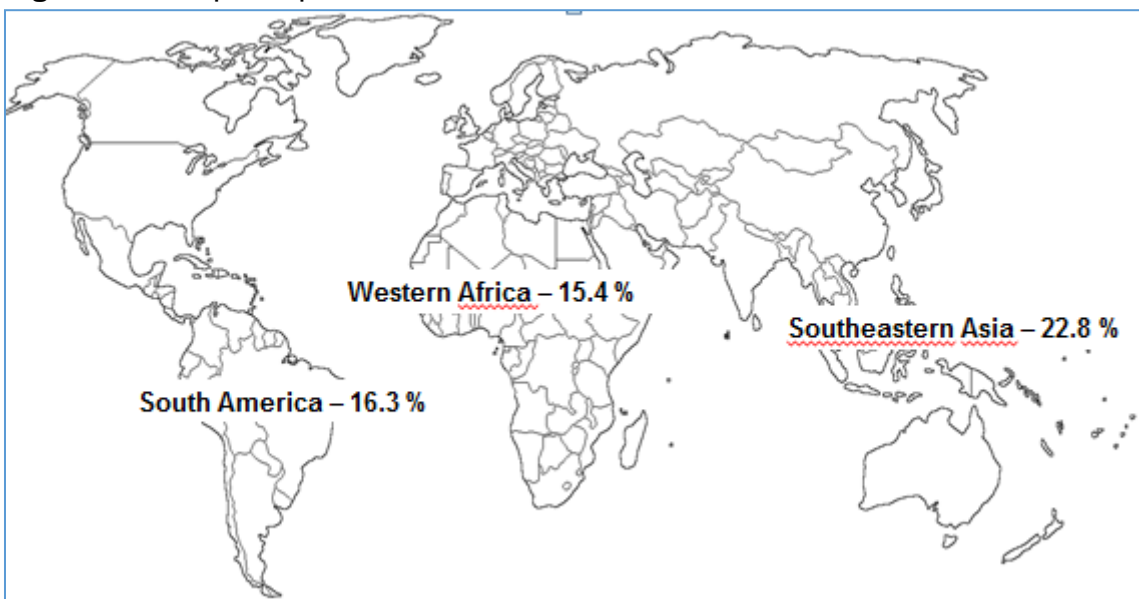 Western Africa – 15.4 %
Southeastern Asia – 22.8 %
South America – 16.3 %